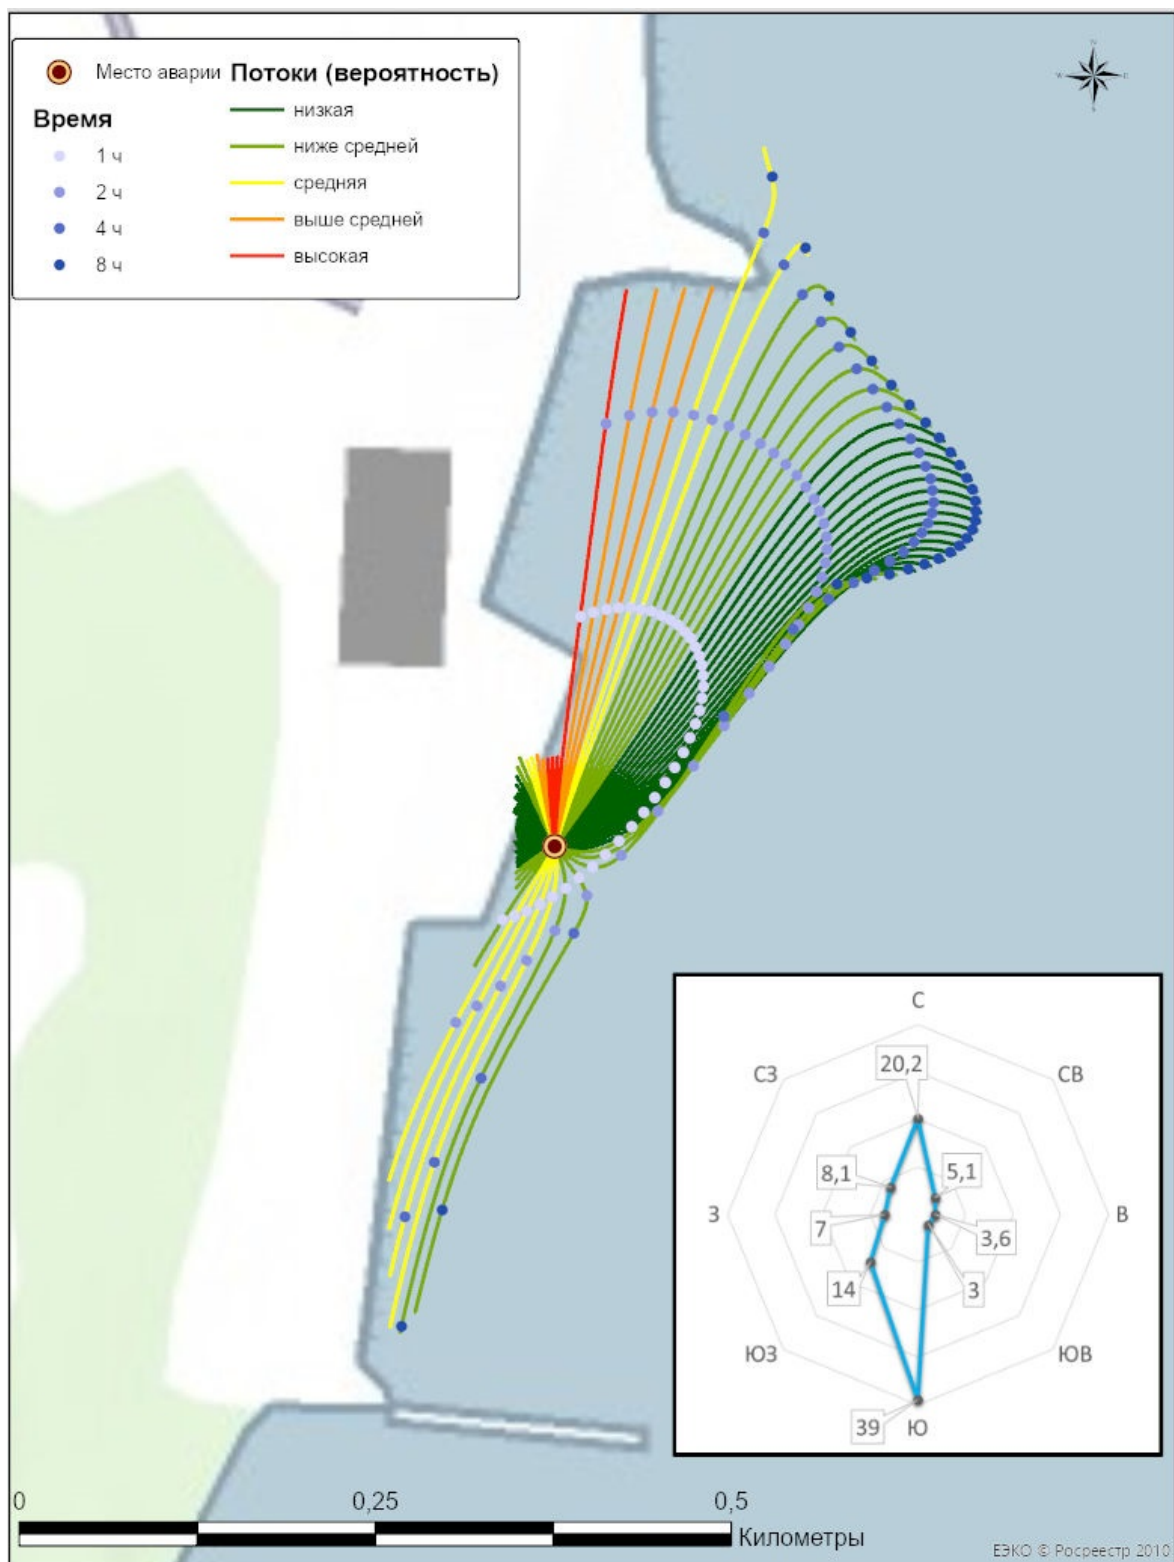 Место аварии
Потоки (вероятность)
низкая
ниже средней
средняя
выше средней
высокая
Время
1 ч
2 ч
4 ч
8 ч
С
СВ
В
ЮВ
Ю
ЮЗ
З
СЗ
20,2
5,1
3,6
3
39
14
7
8,1
0
0,25
0,5
Километры
ЕЭКО © Росреестр 2010